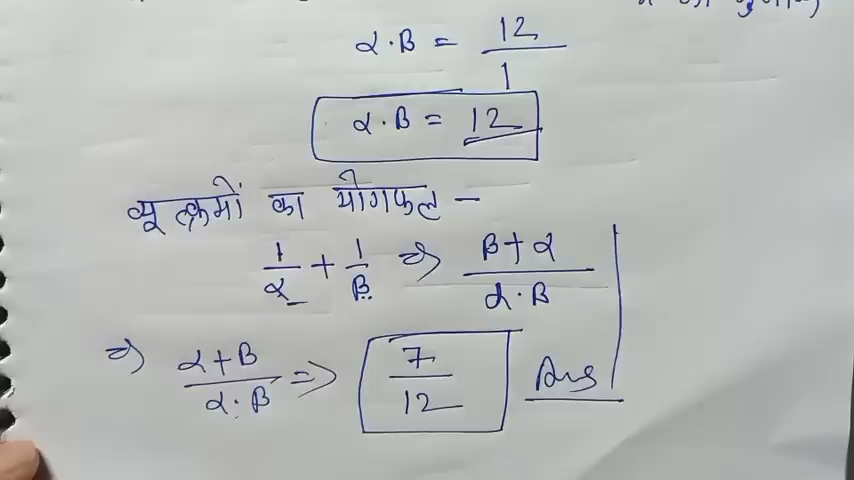 α·β = 12/1
α·β = 12
व्यूत्क्रमों का योगफल –
1/α + 1/β ⇒ β+α/α·β
⇒ α+β/α·β => 7/12 Ans